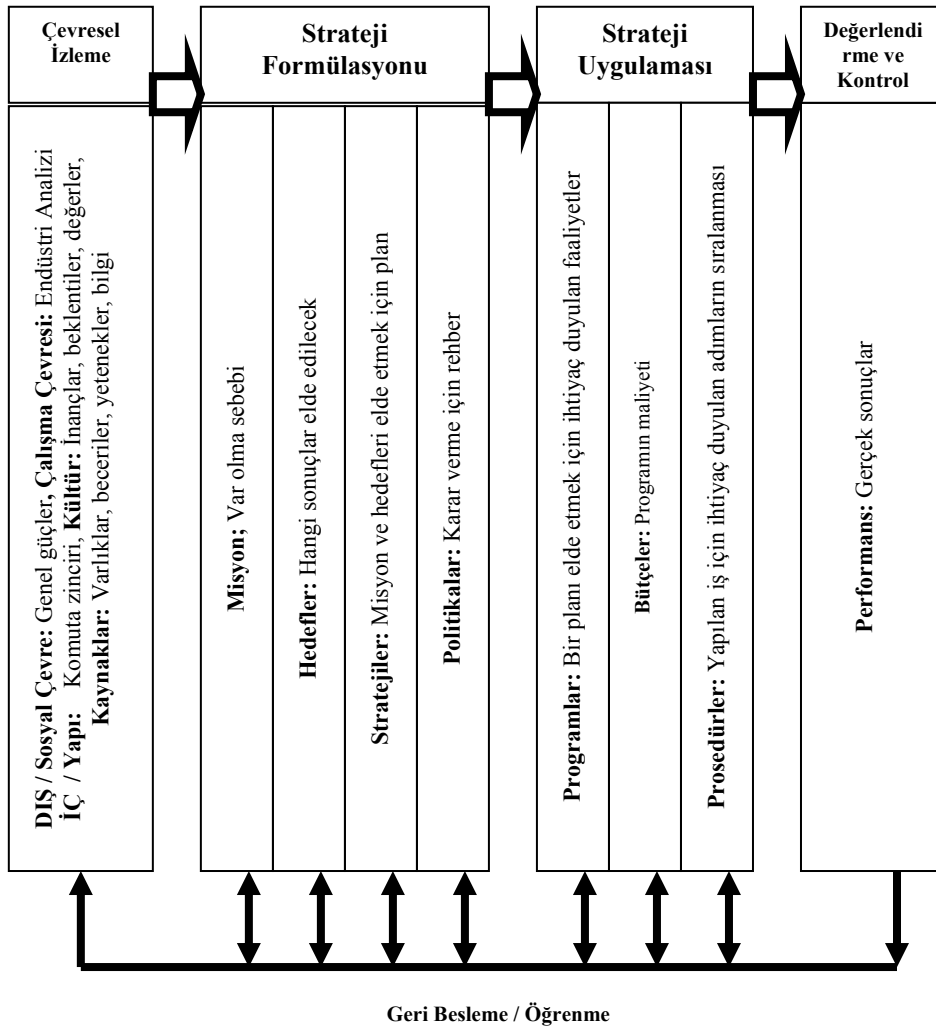 Çevresel
İzleme
Strateji
Formülasyonu
Strateji
Uygulaması
Değerlendi
rme ve
Kontrol
DIŞ / Sosyal Çevre: Genel güçler, Çalışma Çevresi: Endüstri Analizi
İÇ / Yapı: Komuta zinciri, Kültür: İnançlar, beklentiler, değerler,
Kaynaklar: Varlıklar, beceriler, yetenekler, bilgi
Misyon; Var olma sebebi
Hedefler: Hangi sonuçlar elde edilecek
Stratejiler: Misyon ve hedefleri elde etmek için plan
Politikalar: Karar verme için rehber
Programlar: Bir planı elde etmek için ihtiyaç duyulan faaliyetler
Bütçeler: Programın maliyeti
Prosedürler: Yapılan iş için ihtiyaç duyulan adımların sıralanması
Performans: Gerçek sonuçlar
Geri Besleme / Öğrenme